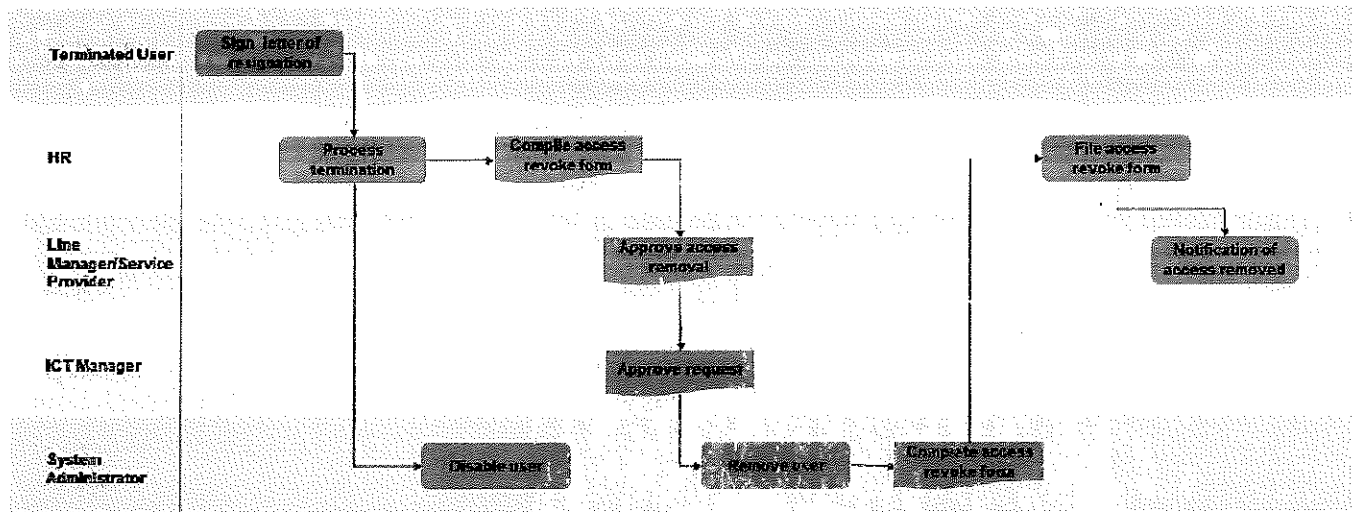 Terminated User
Sign letter of
resignation
HR
Process
termination
Compile access
revoke form
File access
revoke form
Line
Manager/Service
Provider
Approve access
removal
Notification of
access removed
ICT Manager
Approve request
System
Administrator
Disable user
Remove user
Complete access
revoke form